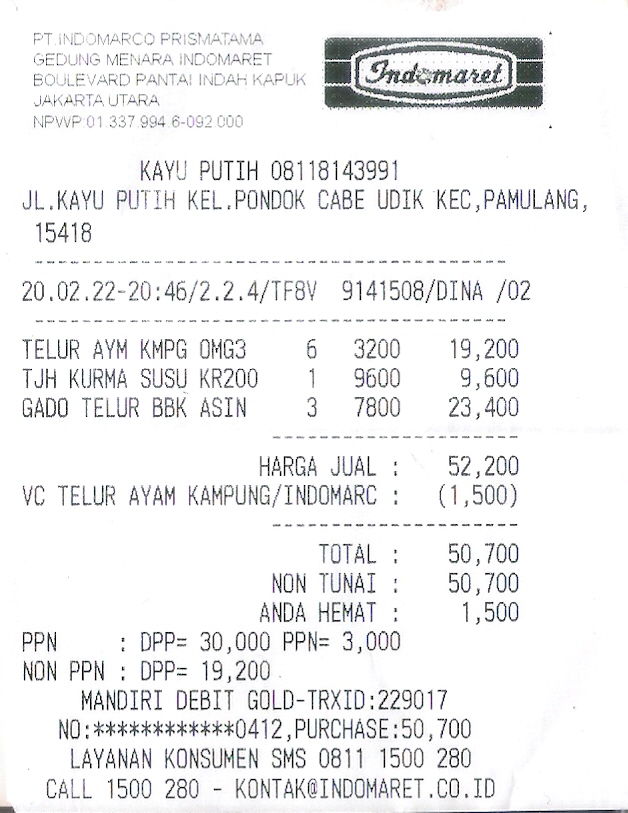 PT.INDOMARCO PRISMATAMA
GEDUNG MENARA INDOMARET
BOULEVARD PANTAI INDAH KAPUK
JAKARTA UTARA
NPWP:01.337.994.6-092.000
Indomaret
KAYU PUTIH 08118143991
JL.KAYU PUTIH KEL.PONDOK CABE UDIK KEC,PAMULANG,
15418
----------------------------------------
20.02.22-20:46/2.2.4/TF8V 9141508/DINA /02
----------------------------------------
TELUR AYM KMPG OMG3 6 3200 19,200
TJH KURMA SUSU KR200 1 9600 9,600
GADO TELUR BBK ASIN 3 7800 23,400
---------------------
HARGA JUAL : 52,200
VC TELUR AYAM KAMPUNG/INDOMARC : (1,500)
---------------------
TOTAL : 50,700
NON TUNAI : 50,700
ANDA HEMAT : 1,500
PPN : DPP= 30,000 PPN= 3,000
NON PPN : DPP= 19,200
MANDIRI DEBIT GOLD-TRXID:229017
NO:************0412,PURCHASE:50,700
LAYANAN KONSUMEN SMS 0811 1500 280
CALL 1500 280 - KONTAK@INDOMARET.CO.ID